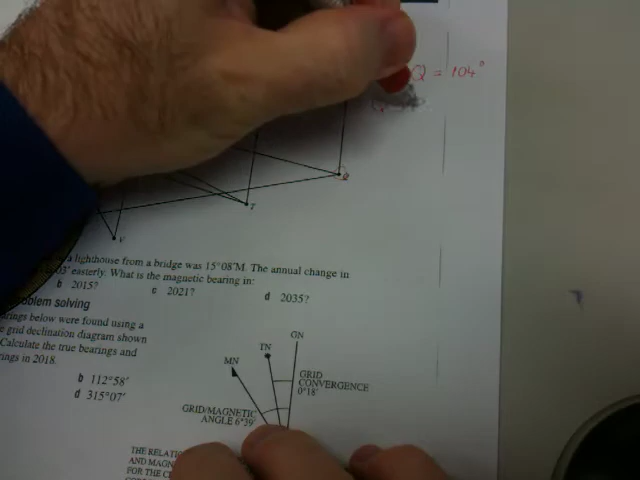 Q = 104°
Q
T
V
a lighthouse from a bridge was 15°08'M. The annual change in
03' easterly. What is the magnetic bearing in:
b 2015? c 2021? d 2035?
oblem solving
arings below were found using a
e grid declination diagram shown
Calculate the true bearings and
rings in 2018.
b 112°58'
d 315°07'
GN
TN
MN
GRID
CONVERGENCE
0°18'
GRID/MAGNETIC
ANGLE 6°39'
THE RELATI
AND MAGN
FOR THE C